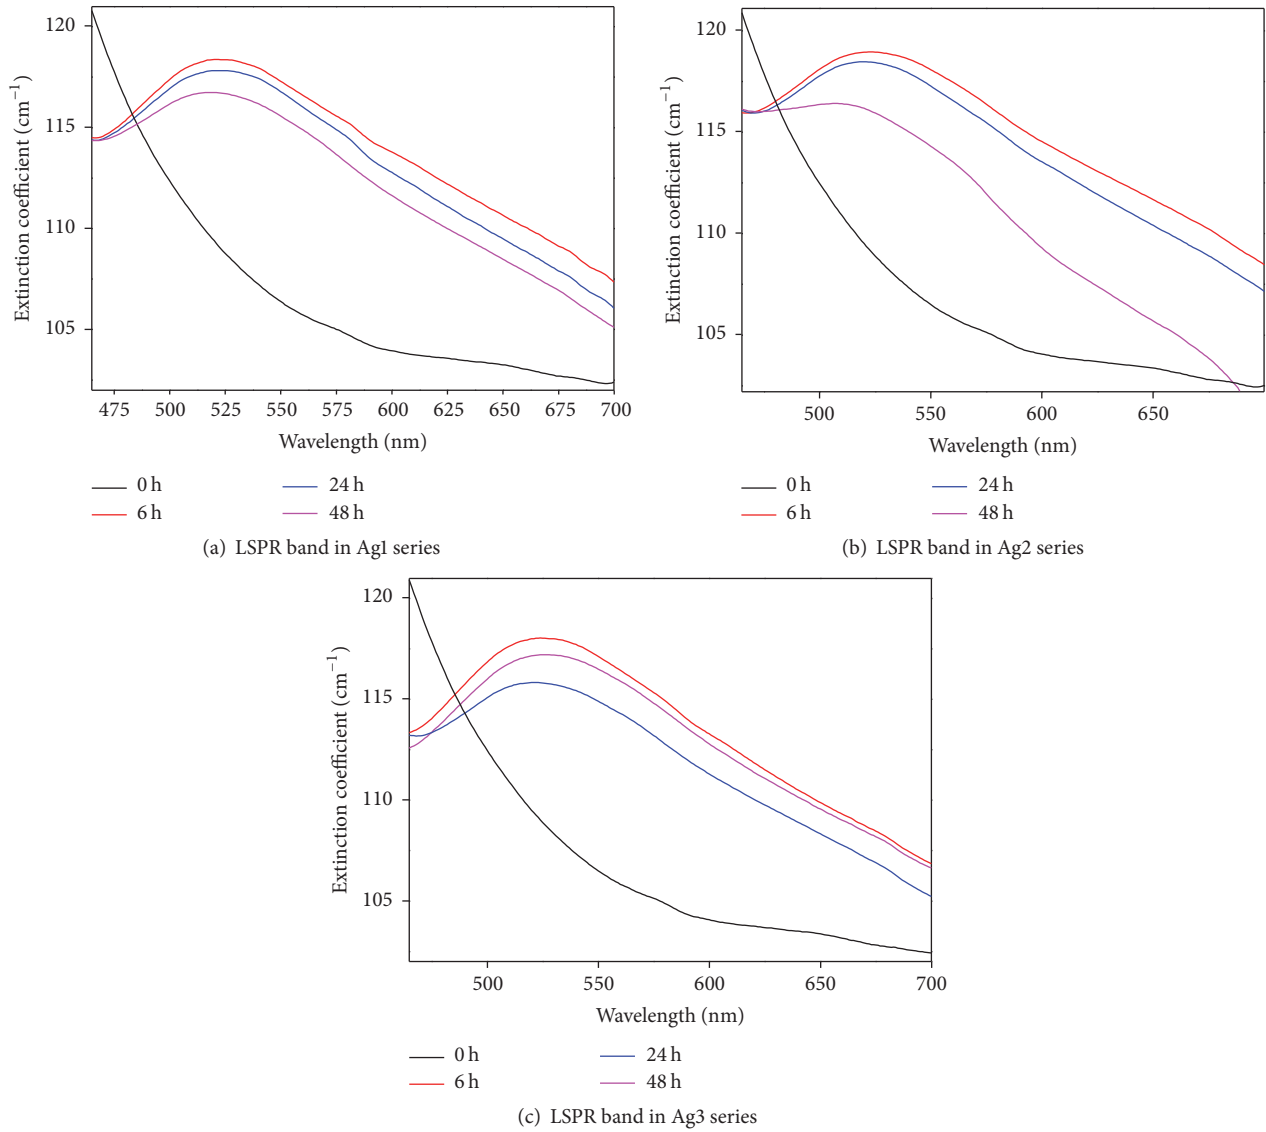 120
115
110
105
Extinction coefficient (cm−1)
475 500 525 550 575 600 625 650 675 700
Wavelength (nm)
0 h 24 h
6 h 48 h
(a) LSPR band in Ag1 series
120
115
110
105
Extinction coefficient (cm−1)
500 550 600 650
Wavelength (nm)
0 h 24 h
6 h 48 h
(b) LSPR band in Ag2 series
120
115
110
105
Extinction coefficient (cm−1)
500 550 600 650 700
Wavelength (nm)
0 h 24 h
6 h 48 h
(c) LSPR band in Ag3 series